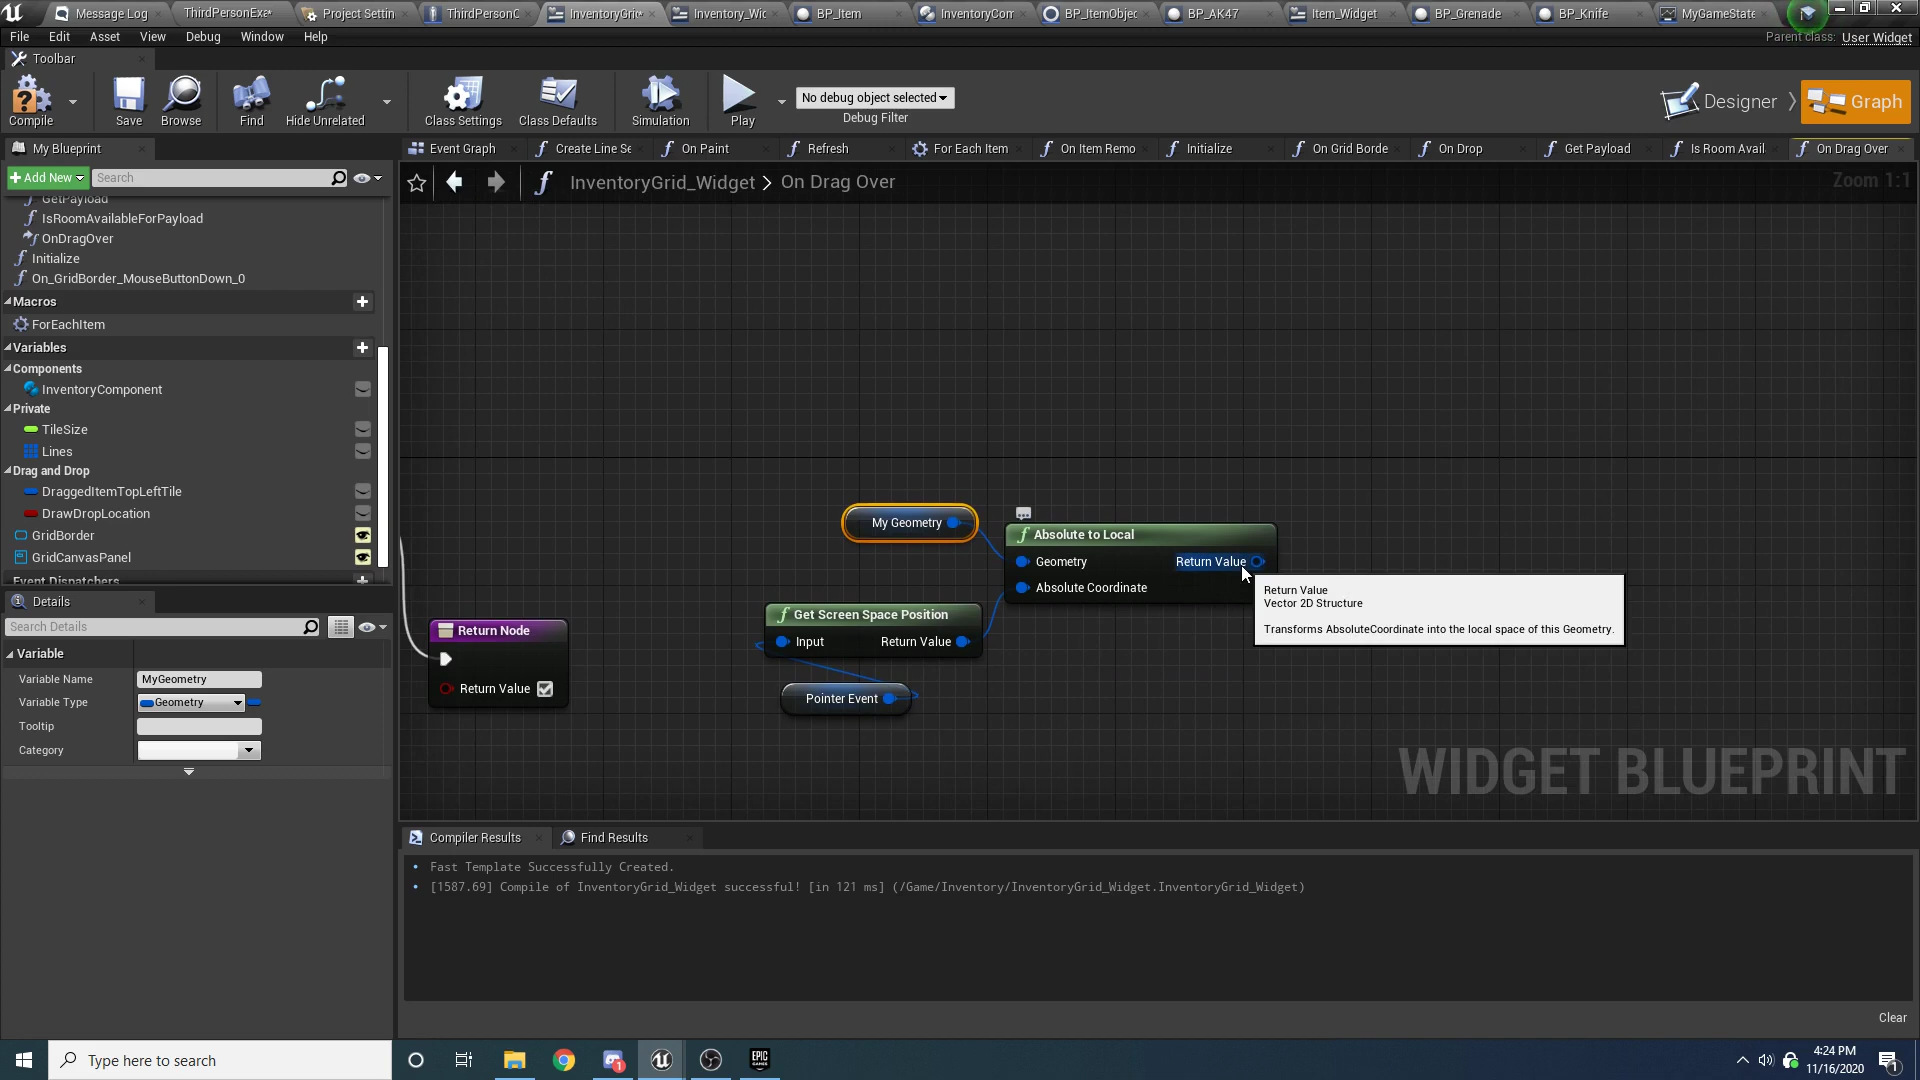 Message Log
ThirdPersonExe*
Project Settin
ThirdPersonC
InventoryGri*
Inventory_Wi
BP_Item
InventoryCom
BP_ItemObjec
BP_AK47
Item_Widget
BP_Grenade
BP_Knife
MyGameState
File Edit Asset View Debug Window Help
Parent class: User Widget
Toolbar
Compile
Save
Browse
Find
Hide Unrelated
Class Settings
Class Defaults
Simulation
Play
No debug object selected
Debug Filter
Designer
Graph
My Blueprint
Event Graph
Create Line Se
On Paint
Refresh
For Each Item
On Item Remo
Initialize
On Grid Borde
On Drop
Get Payload
Is Room Avail
On Drag Over
Add New
Search
InventoryGrid_Widget > On Drag Over
Zoom 1:1
GetPayload
IsRoomAvailableForPayload
OnDragOver
Initialize
On_GridBorder_MouseButtonDown_0
Macros
ForEachItem
Variables
Components
InventoryComponent
Private
TileSize
Lines
Drag and Drop
DraggedItemTopLeftTile
DrawDropLocation
GridBorder
GridCanvasPanel
Event Dispatchers
My Geometry
Absolute to Local
Geometry
Return Value
Absolute Coordinate
Return Value
Vector 2D Structure
Transforms AbsoluteCoordinate into the local space of this Geometry.
Get Screen Space Position
Input
Return Value
Pointer Event
Return Node
Return Value
WIDGET BLUEPRINT
Details
Search Details
Variable
Variable Name
MyGeometry
Variable Type
Geometry
Tooltip
Category
Compiler Results
Find Results
Fast Template Successfully Created.
[1587.69] Compile of InventoryGrid_Widget successful! [in 121 ms] (/Game/Inventory/InventoryGrid_Widget.InventoryGrid_Widget)
Clear
Type here to search
1
EPIC
GAMES
4:24 PM
11/16/2020
1